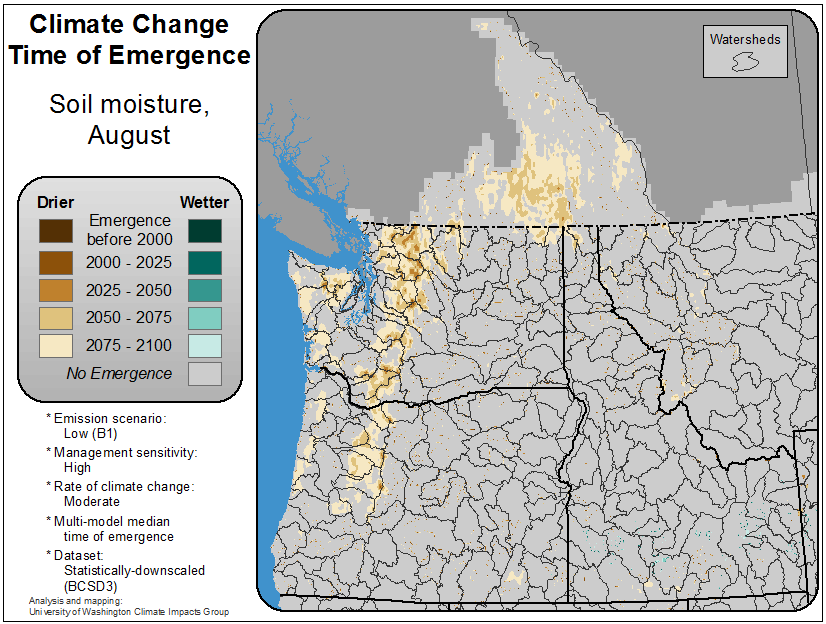 Climate Change
Time of Emergence
Soil moisture,
August
Drier
Wetter
Emergence
before 2000
2000 - 2025
2025 - 2050
2050 - 2075
2075 - 2100
No Emergence
* Emission scenario:
Low (B1)
* Management sensitivity:
High
* Rate of climate change:
Moderate
* Multi-model median
time of emergence
* Dataset:
Statistically-downscaled
(BCSD3)
Analysis and mapping:
University of Washington Climate Impacts Group
Watersheds